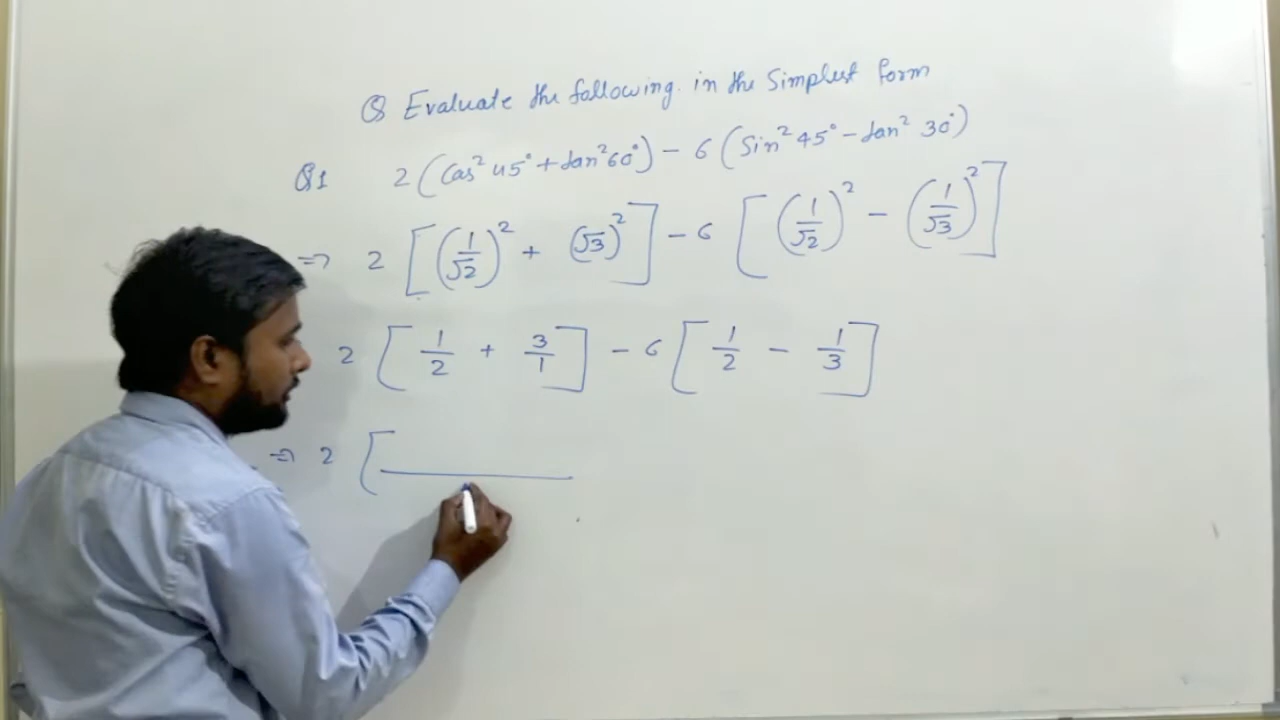 Q Evaluate the following. in the Simplest form
Q1 2 (Cos² 45° + tan² 60°) - 6 (Sin² 45° - tan² 30°)
=> 2 [(1/√2)² + (√3)²] - 6 [(1/√2)² - (1/√3)²]
2 [1/2 + 3/1] - 6 [1/2 - 1/3]
=> 2 [